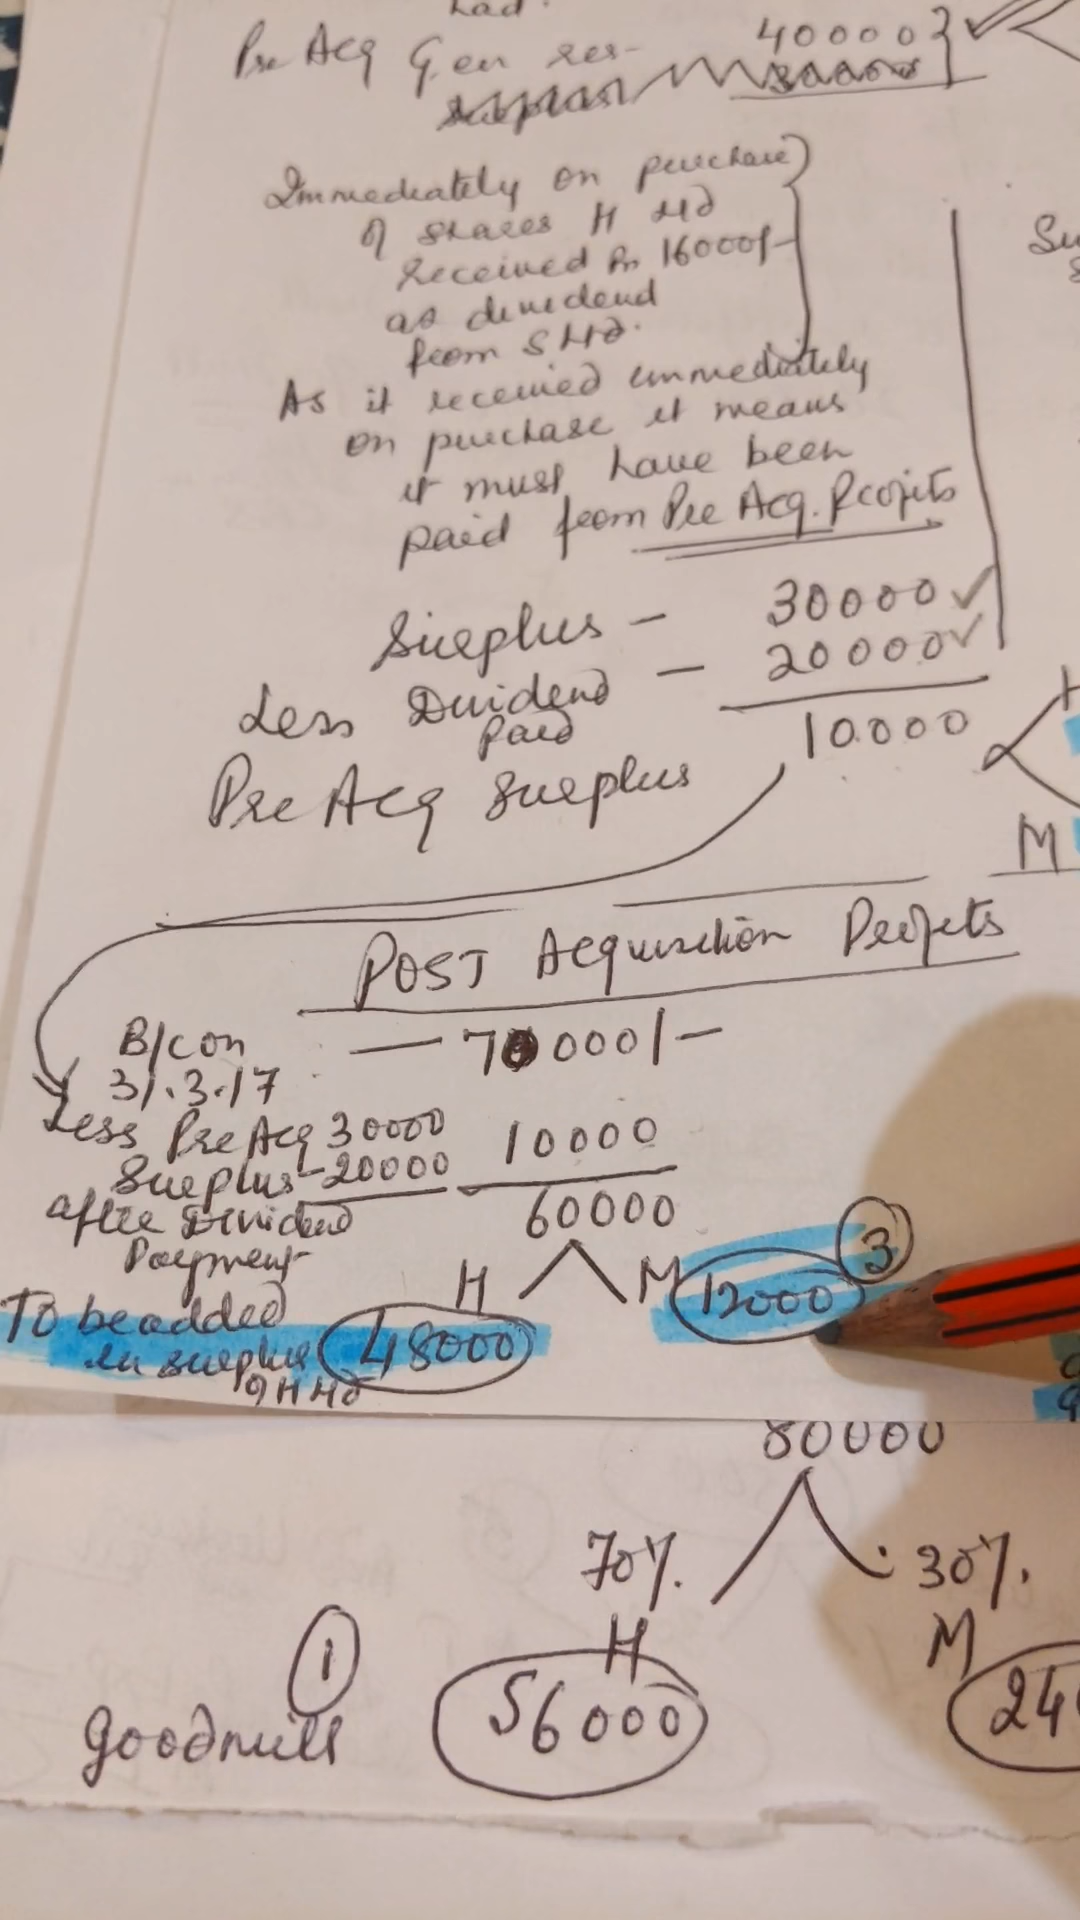 Pre Acq Gen res- 40000
Immediately on purchase
of shares H Ltd
received Rs 16000/-
as dividend
from S Ltd.
As it received immediately
on purchase it means
it must have been
paid from Pre Acq. Profits
Surplus - 30000 ✓
Less Dividend - 20000 ✓
Paid
10000
Pre Acq Surplus
M
POST Acquisition Profits
B/con — 70000/-
31.3.17
Less Pre Acq 30000 10000
Surplus - 20000
after Dividend 60000
Payment
H M 12000 3
To be added
in surplus 48000
of H Ltd
80000
70%. 30%.
H M
1
goodwill 56000